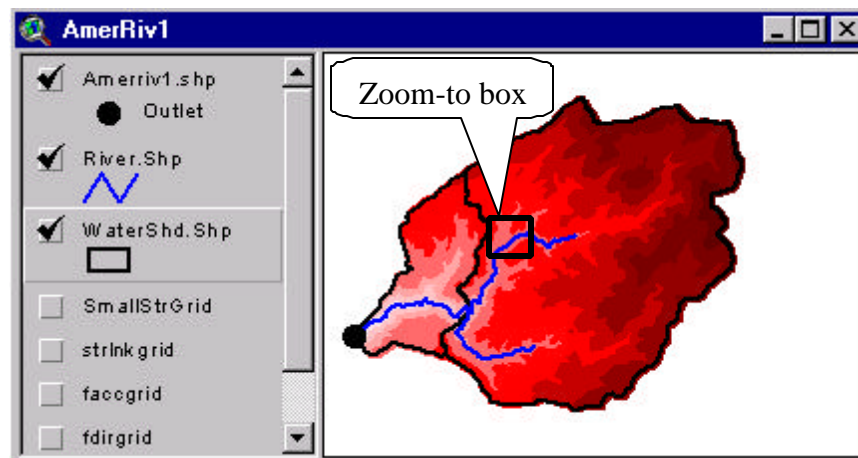 AmerRiv1
Amerriv1.shp
Outlet
River.Shp
WaterShd.Shp
SmallStrGrid
strlnkgrid
faccgrid
fdirgrid
Zoom-to box